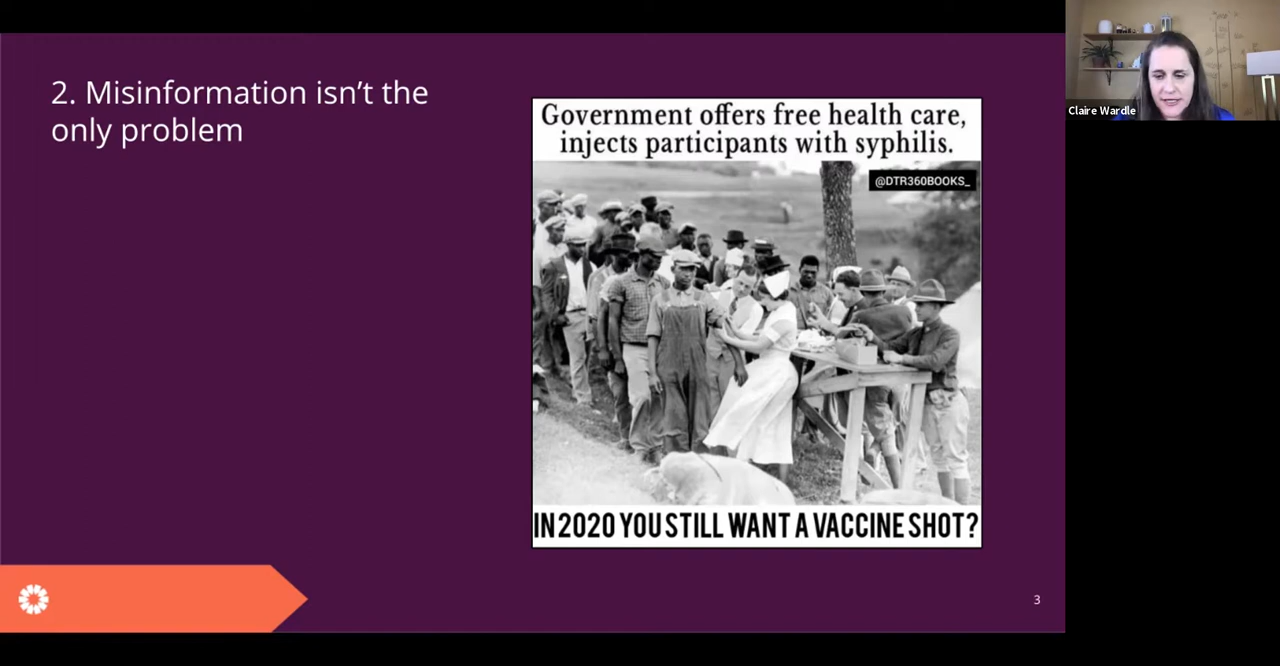 2. Misinformation isn't the
only problem
Government offers free health care,
injects participants with syphilis.
@DTR360BOOKS_
IN 2020 YOU STILL WANT A VACCINE SHOT?
3
Claire Wardle